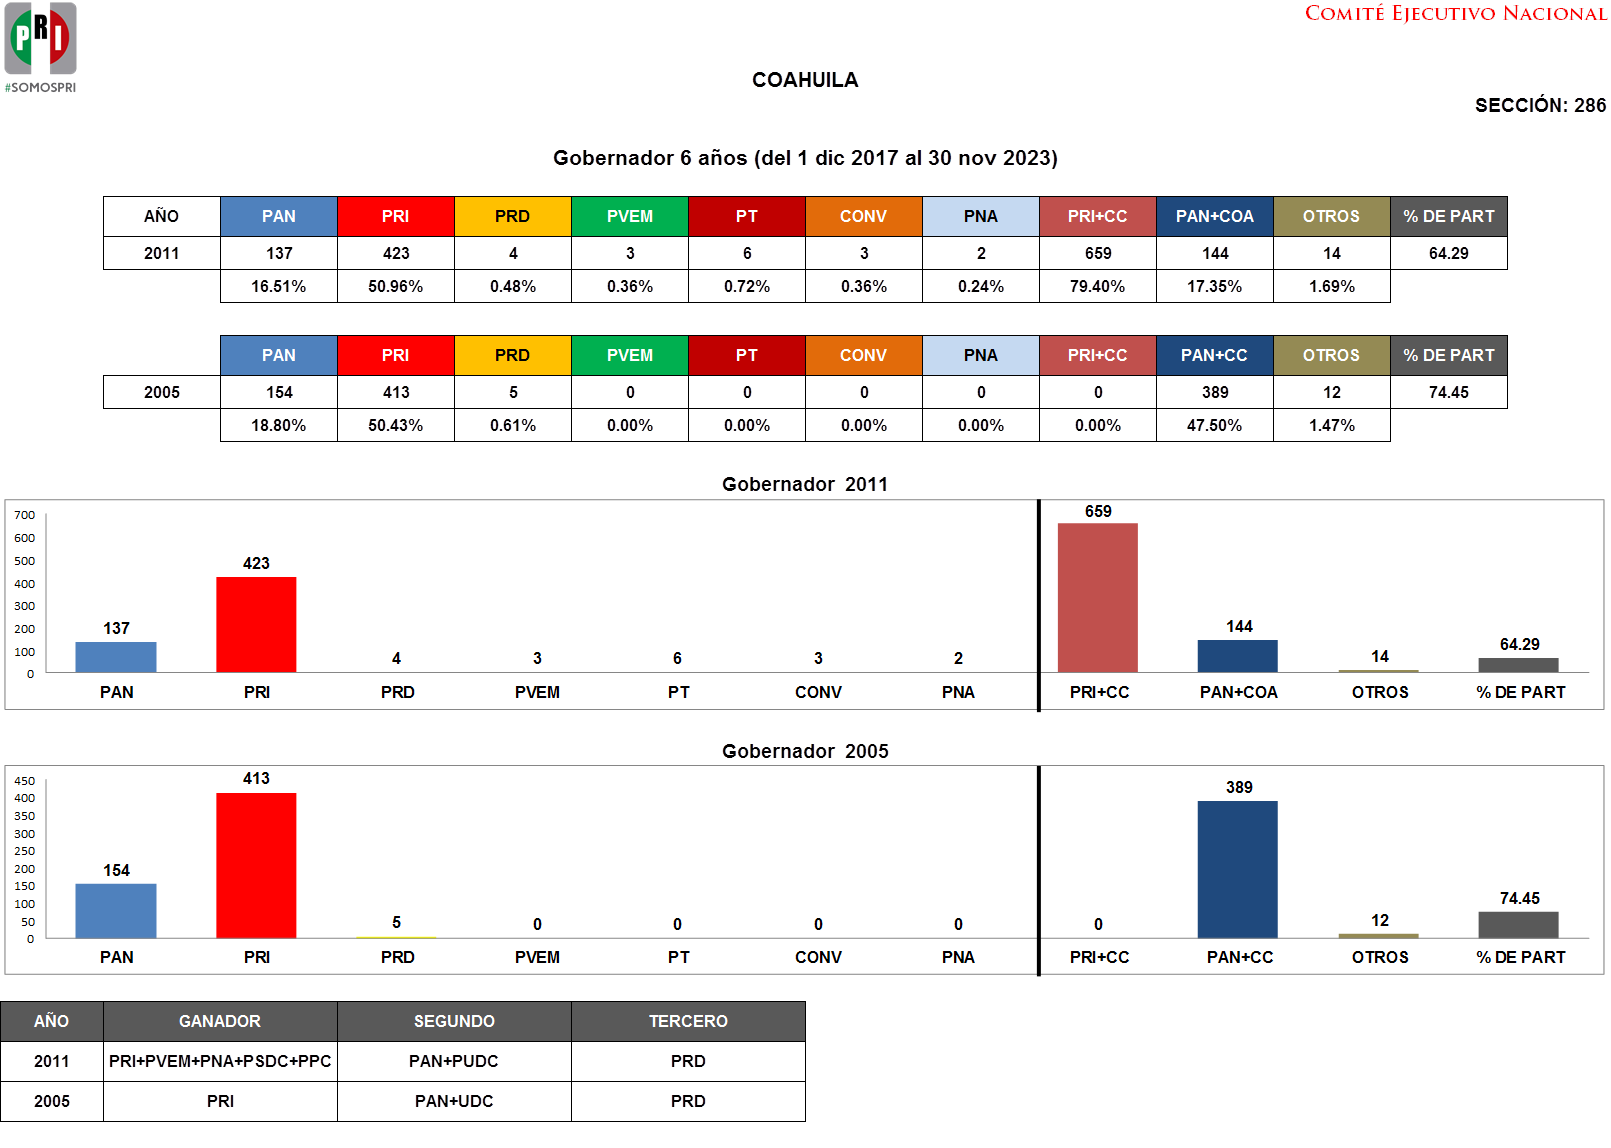 PRI
#SOMOSPRI
COMITÉ EJECUTIVO NACIONAL
COAHUILA
SECCIÓN: 286
Gobernador 6 años (del 1 dic 2017 al 30 nov 2023)
AÑO PAN PRI PRD PVEM PT CONV PNA PRI+CC PAN+COA OTROS % DE PART
2011 137 423 4 3 6 3 2 659 144 14 64.29
16.51% 50.96% 0.48% 0.36% 0.72% 0.36% 0.24% 79.40% 17.35% 1.69%
PAN PRI PRD PVEM PT CONV PNA PRI+CC PAN+CC OTROS % DE PART
2005 154 413 5 0 0 0 0 0 389 12 74.45
18.80% 50.43% 0.61% 0.00% 0.00% 0.00% 0.00% 0.00% 47.50% 1.47%
Gobernador 2011
700
600
500
400
300
200
100
0
137 423 4 3 6 3 2 659 144 14 64.29
PAN PRI PRD PVEM PT CONV PNA PRI+CC PAN+COA OTROS % DE PART
Gobernador 2005
450
400
350
300
250
200
150
100
50
0
154 413 5 0 0 0 0 0 389 12 74.45
PAN PRI PRD PVEM PT CONV PNA PRI+CC PAN+CC OTROS % DE PART
AÑO GANADOR SEGUNDO TERCERO
2011 PRI+PVEM+PNA+PSDC+PPC PAN+PUDC PRD
2005 PRI PAN+UDC PRD